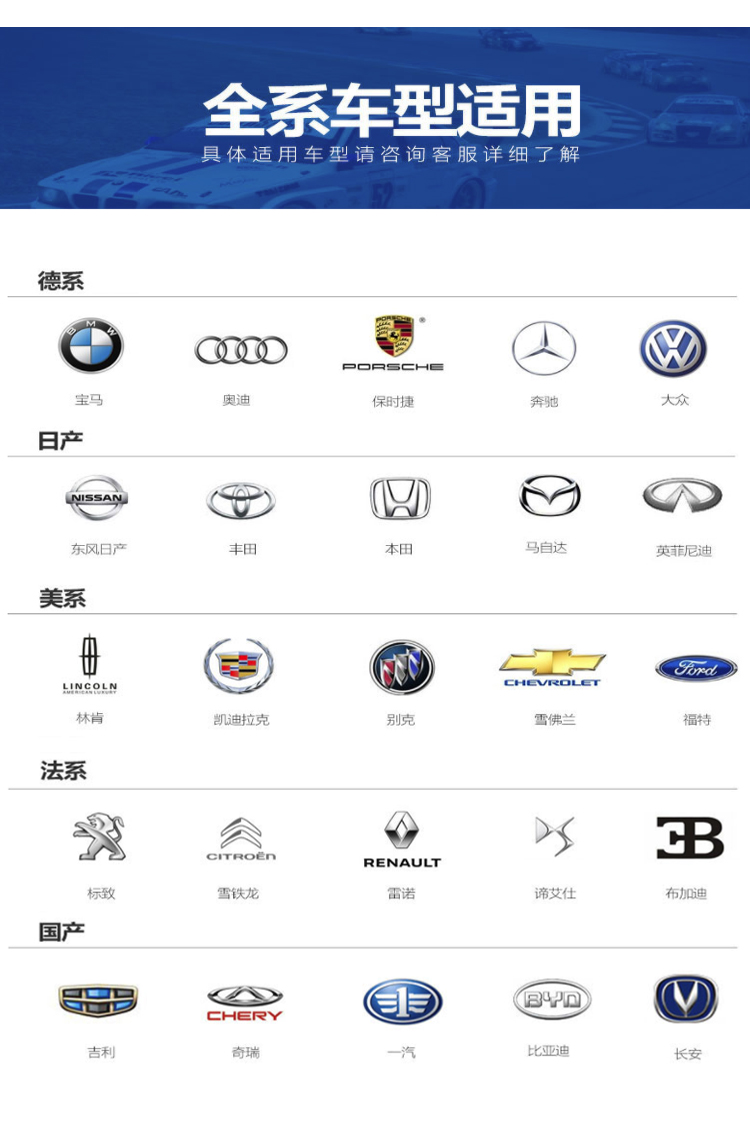 全系车型适用
具体适用车型请咨询客服详细了解
德系
BMW
PORSCHE
PORSCHE
宝马
奥迪
保时捷
奔驰
大众
日产
NISSAN
东风日产
丰田
本田
马自达
英菲尼迪
美系
LINCOLN
AMERICAN LUXURY
CHEVROLET
Ford
林肯
凯迪拉克
别克
雪佛兰
福特
法系
CITROËN
RENAULT
标致
雪铁龙
雷诺
谛艾仕
布加迪
国产
CHERY
BYD
吉利
奇瑞
一汽
比亚迪
长安